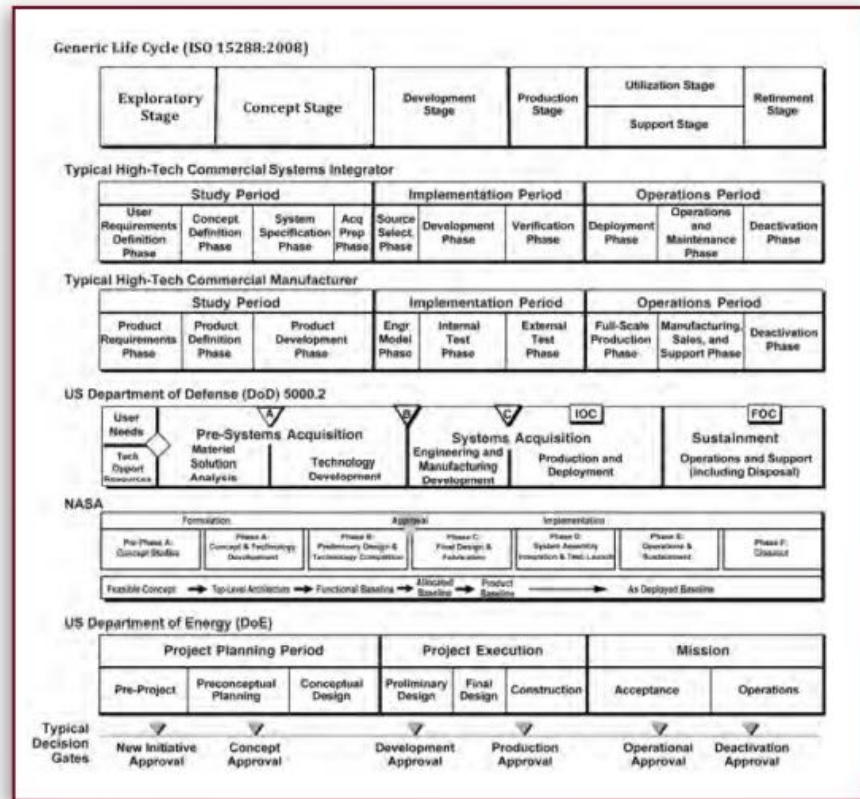 Generic Life Cycle (ISO 15288:2008)
Exploratory Stage
Concept Stage
Development Stage
Production Stage
Utilization Stage
Support Stage
Retirement Stage
Typical High-Tech Commercial Systems Integrator
Study Period
Implementation Period
Operations Period
User Requirements Definition Phase
Concept Definition Phase
System Specification Phase
Acq Prep Phase
Source Select. Phase
Development Phase
Verification Phase
Deployment Phase
Operations and Maintenance Phase
Deactivation Phase
Typical High-Tech Commercial Manufacturer
Study Period
Implementation Period
Operations Period
Product Requirements Phase
Product Definition Phase
Product Development Phase
Engr Model Phase
Internal Test Phase
External Test Phase
Full-Scale Production Phase
Manufacturing, Sales, and Support Phase
Deactivation Phase
US Department of Defense (DoD) 5000.2
User Needs
Tech Opport Resources
A
B
C
IOC
FOC
Pre-Systems Acquisition
Systems Acquisition
Sustainment
Materiel Solution Analysis
Technology Development
Engineering and Manufacturing Development
Production and Deployment
Operations and Support (including Disposal)
NASA
Formulation
Approval
Implementation
Pre-Phase A: Concept Studies
Phase A: Concept & Technology Development
Phase B: Preliminary Design & Technology Completion
Phase C: Final Design & Fabrication
Phase D: System Assembly Integration & Test, Launch
Phase E: Operations & Sustainment
Phase F: Closeout
Feasible Concept
Top-Level Architecture
Functional Baseline
Allocated Baseline
Product Baseline
As Deployed Baseline
US Department of Energy (DoE)
Project Planning Period
Project Execution
Mission
Pre-Project
Preconceptual Planning
Conceptual Design
Preliminary Design
Final Design
Construction
Acceptance
Operations
Typical Decision Gates
New Initiative Approval
Concept Approval
Development Approval
Production Approval
Operational Approval
Deactivation Approval